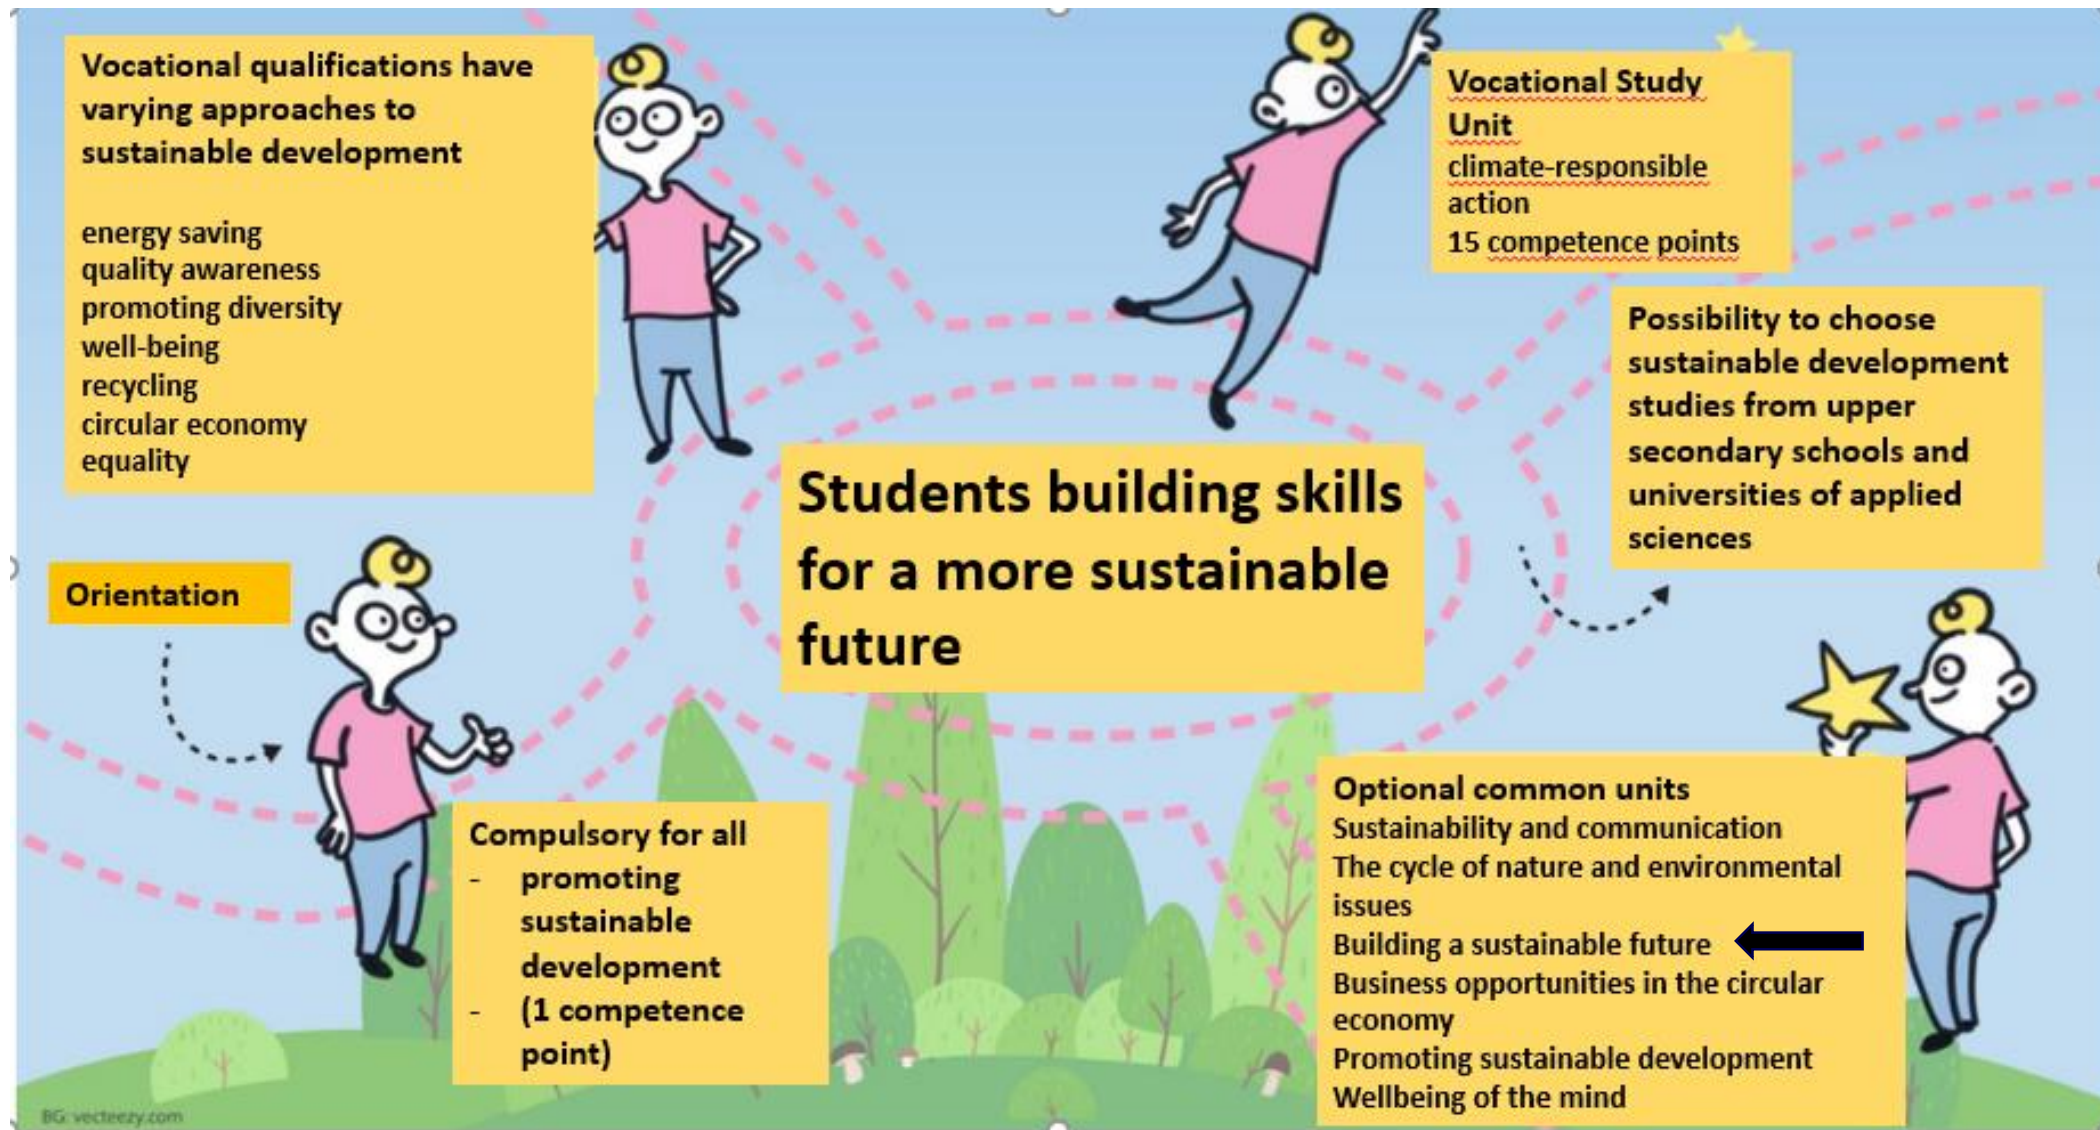 Vocational qualifications have
varying approaches to
sustainable development
energy saving
quality awareness
promoting diversity
well-being
recycling
circular economy
equality
Vocational Study
Unit
climate-responsible
action
15 competence points
Possibility to choose
sustainable development
studies from upper
secondary schools and
universities of applied
sciences
Students building skills
for a more sustainable
future
Orientation
Compulsory for all
- promoting
sustainable
development
- (1 competence
point)
Optional common units
Sustainability and communication
The cycle of nature and environmental
issues
Building a sustainable future
Business opportunities in the circular
economy
Promoting sustainable development
Wellbeing of the mind
BG: vecteezy.com